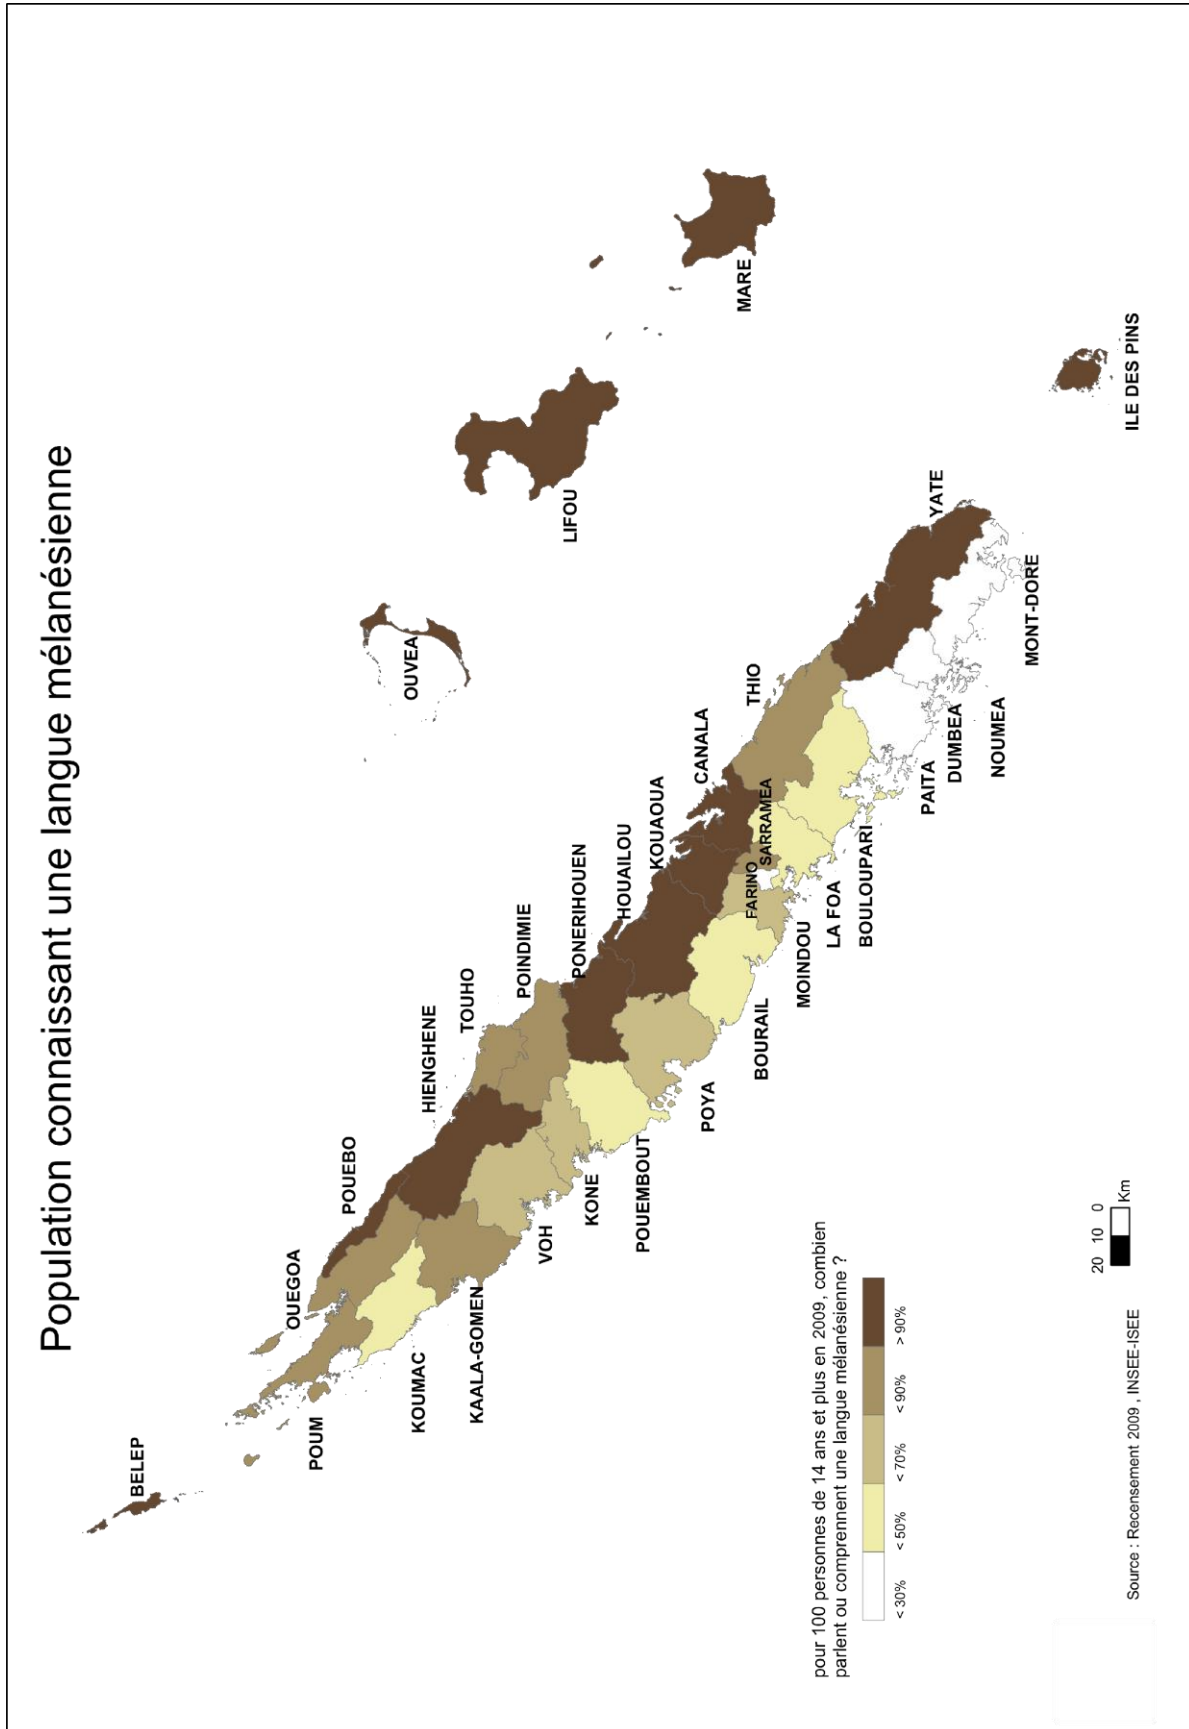 Population connaissant une langue mélanésienne
BELEP
POUM
OUEGOA
POUEBO
KOUMAC
KAALA-GOMEN
HIENGHENE
VOH
TOUHO
KONE
POINDIMIE
POUEMBOUT
PONERIHOUEN
POYA
HOUAILOU
BOURAIL
KOUAOUA
MOINDOU
FARINO
SARRAMEA
CANALA
LA FOA
BOULOUPARI
THIO
PAITA
DUMBEA
NOUMEA
MONT-DORE
YATE
OUVEA
LIFOU
MARE
ILE DES PINS
pour 100 personnes de 14 ans et plus en 2009, combien
parlent ou comprennent une langue mélanésienne ?
< 30%
< 50%
< 70%
< 90%
> 90%
20 10 0
Km
Source : Recensement 2009 , INSEE-ISEE